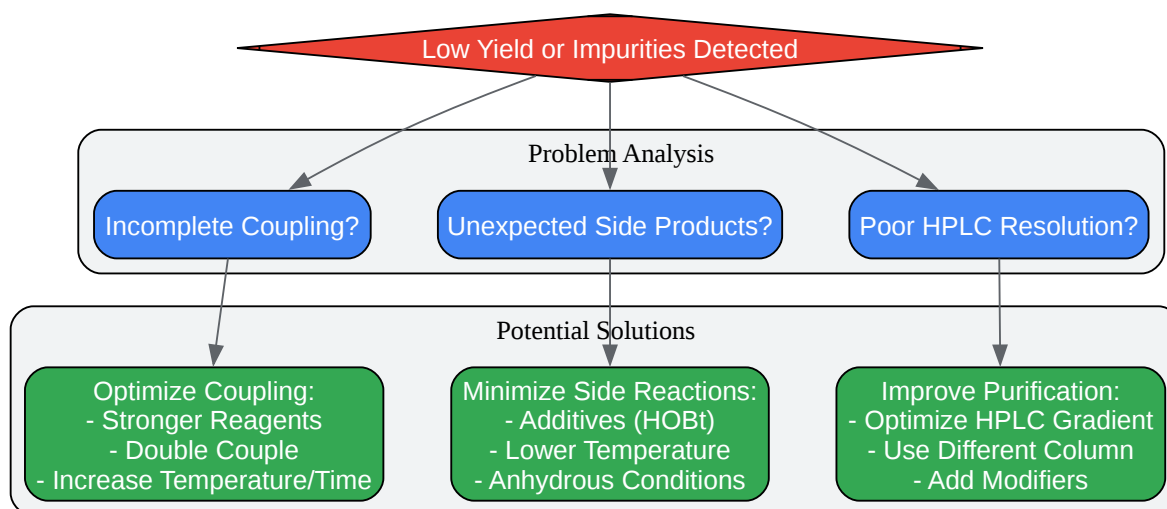 Low Yield or Impurities Detected
Problem Analysis
Incomplete Coupling?
Unexpected Side Products?
Poor HPLC Resolution?
Potential Solutions
Optimize Coupling:
- Stronger Reagents
- Double Couple
- Increase Temperature/Time
Minimize Side Reactions:
- Additives (HOBt)
- Lower Temperature
- Anhydrous Conditions
Improve Purification:
- Optimize HPLC Gradient
- Use Different Column
- Add Modifiers